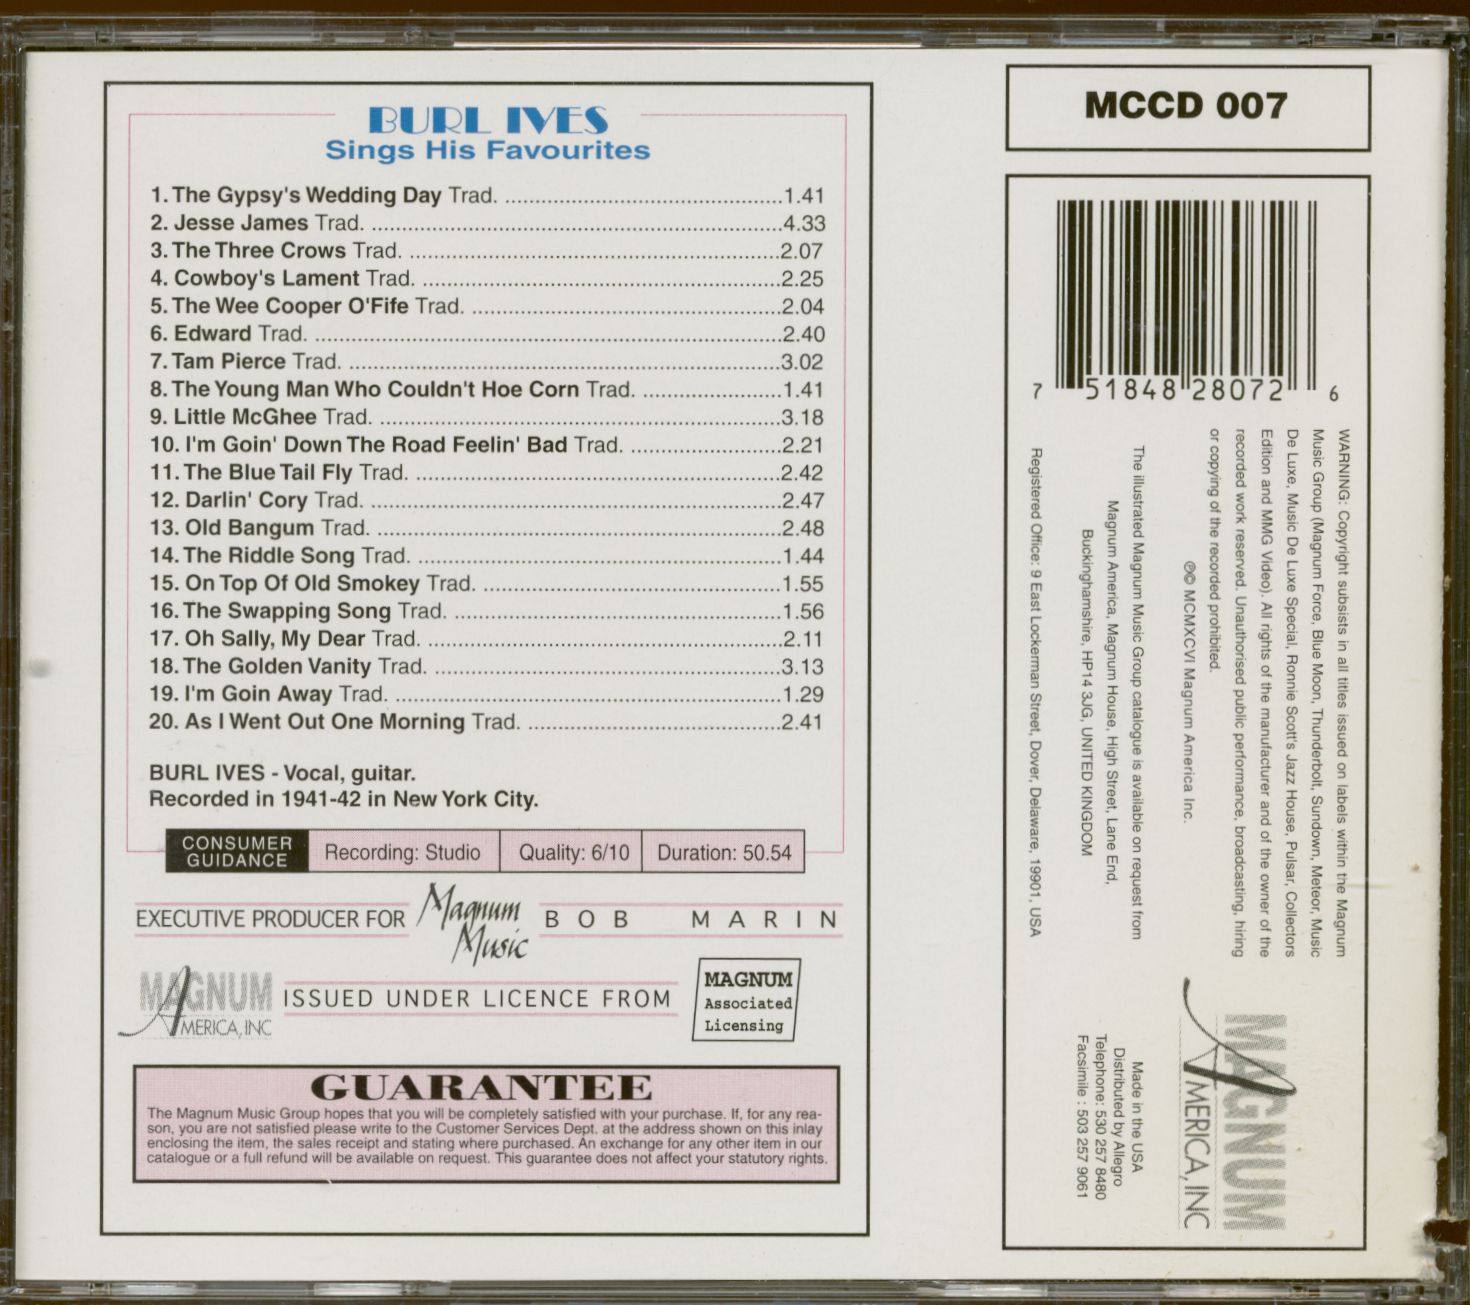 BURL IVES
Sings His Favourites
1. The Gypsy's Wedding Day Trad. ..........................................1.41
2. Jesse James Trad. ..............................................................4.33
3. The Three Crows Trad. ........................................................2.07
4. Cowboy's Lament Trad. ......................................................2.25
5. The Wee Cooper O'Fife Trad. ..............................................2.04
6. Edward Trad. ......................................................................2.40
7. Tam Pierce Trad. .................................................................3.02
8. The Young Man Who Couldn't Hoe Corn Trad. .....................1.41
9. Little McGhee Trad. .............................................................3.18
10. I'm Goin' Down The Road Feelin' Bad Trad. .......................2.21
11. The Blue Tail Fly Trad. .......................................................2.42
12. Darlin' Cory Trad. ..............................................................2.47
13. Old Bangum Trad. .............................................................2.48
14. The Riddle Song Trad. .......................................................1.44
15. On Top Of Old Smokey Trad. .............................................1.55
16. The Swapping Song Trad. .................................................1.56
17. Oh Sally, My Dear Trad. .....................................................2.11
18. The Golden Vanity Trad. ....................................................3.13
19. I'm Goin Away Trad. ..........................................................1.29
20. As I Went Out One Morning Trad. ......................................2.41
BURL IVES - Vocal, guitar.
Recorded in 1941-42 in New York City.
CONSUMER
GUIDANCE
Recording: Studio
Quality: 6/10
Duration: 50.54
EXECUTIVE PRODUCER FOR Magnum Music BOB MARIN
MAGNUM
AMERICA, INC
ISSUED UNDER LICENCE FROM
MAGNUM
Associated
Licensing
GUARANTEE
The Magnum Music Group hopes that you will be completely satisfied with your purchase. If, for any rea-
son, you are not satisfied please write to the Customer Services Dept. at the address shown on this inlay
enclosing the item, the sales receipt and stating where purchased. An exchange for any other item in our
catalogue or a full refund will be available on request. This guarantee does not affect your statutory rights.
MCCD 007
7 51848 28072 6
WARNING: Copyright subsists in all titles issued on labels within the Magnum
Music Group (Magnum Force, Blue Moon, Thunderbolt, Sundown, Meteor, Music
De Luxe, Music De Luxe Special, Ronnie Scott's Jazz House, Pulsar, Collectors
Edition and MMG Video). All rights of the manufacturer and of the owner of the
recorded work reserved. Unauthorised public performance, broadcasting, hiring
or copying of the recorded prohibited.
℗© MCMXCVI Magnum America Inc.
The illustrated Magnum Music Group catalogue is available on request from
Magnum America, Magnum House, High Street, Lane End,
Buckinghamshire, HP14 3JG, UNITED KINGDOM
Registered Office: 9 East Lockerman Street, Dover, Delaware, 19901, USA
MAGNUM
AMERICA, INC
Made in the USA
Distributed by Allegro
Telephone: 530 257 8480
Facsimile : 503 257 9061